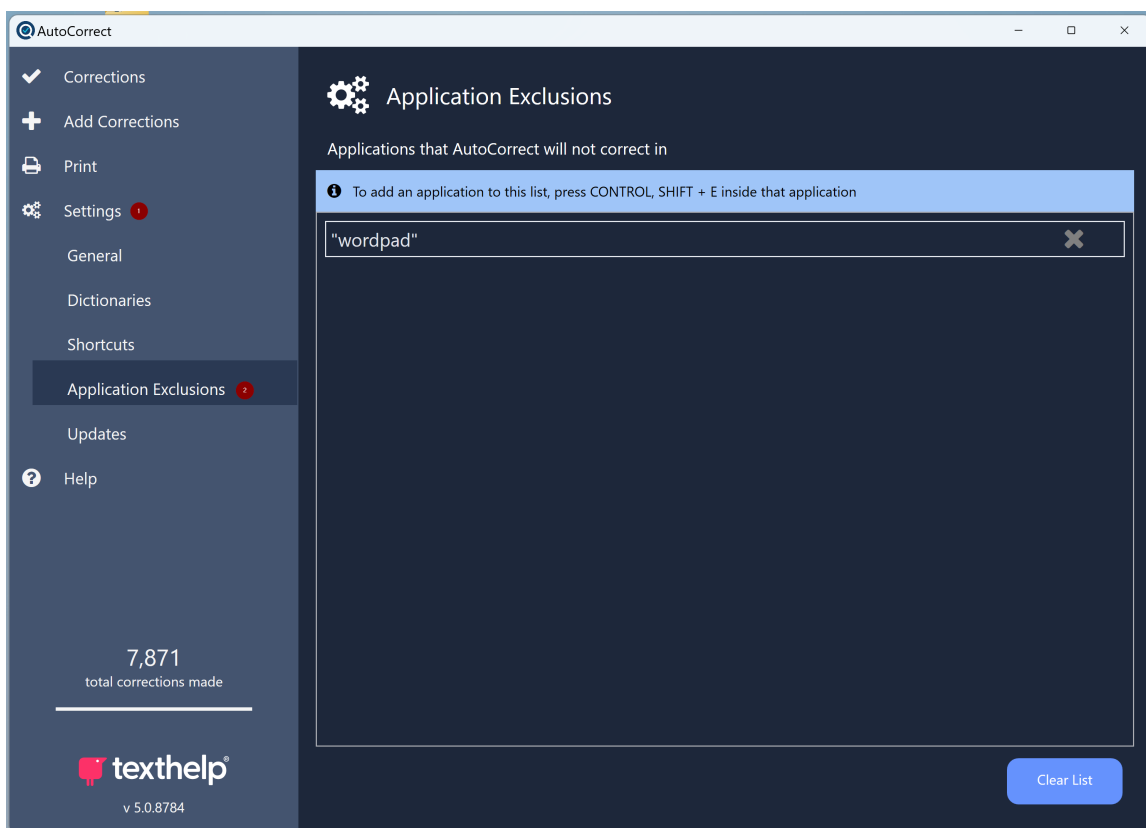 AutoCorrect
Corrections
Add Corrections
Print
Settings 1
General
Dictionaries
Shortcuts
Application Exclusions 2
Updates
Help
7,871
total corrections made
texthelp®
v 5.0.8784
Application Exclusions
Applications that AutoCorrect will not correct in
To add an application to this list, press CONTROL, SHIFT + E inside that application
"wordpad"
Clear List